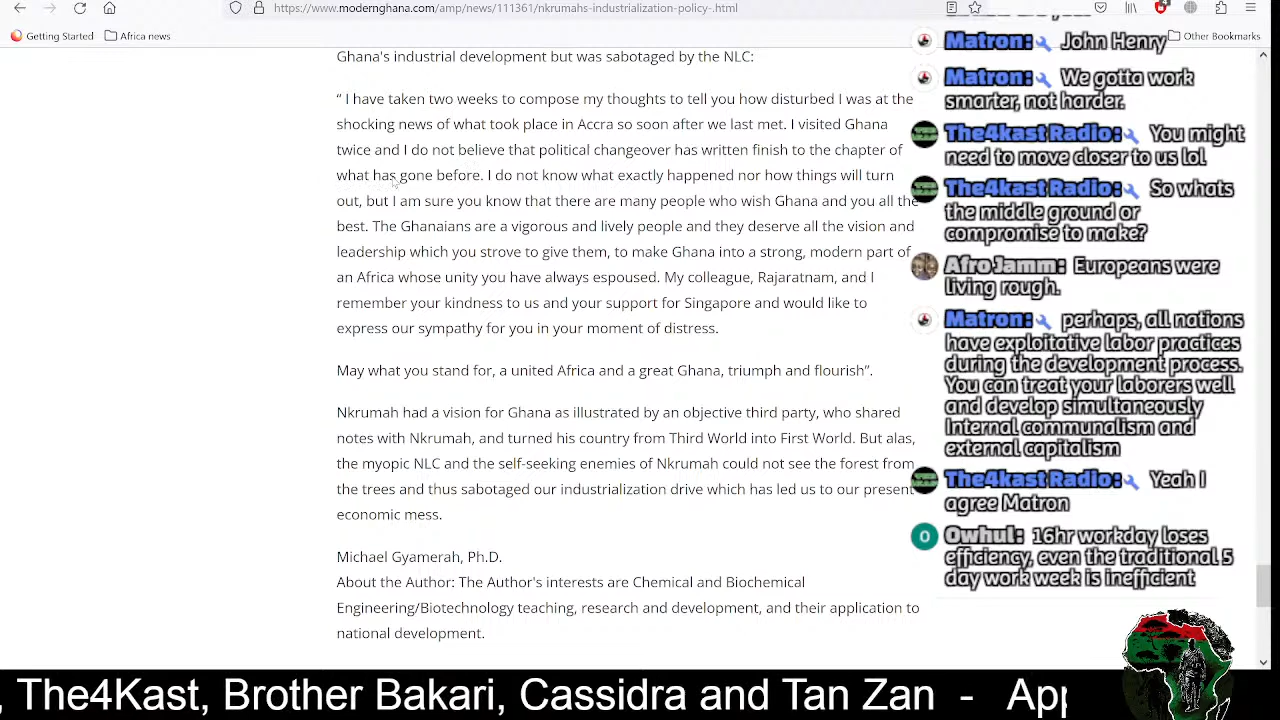 https://www.modernghana.com/amp/news/111361/nkrumahs-industrialization-policy-.html
4
Getting Started
Africa news
Other Bookmarks
Ghana's industrial development but was sabotaged by the NLC:
“ I have taken two weeks to compose my thoughts to tell you how disturbed I was at the
shocking news of what took place in Accra so soon after we last met. I visited Ghana
twice and I do not believe that political changeover has written finish to the chapter of
what has gone before. I do not know what exactly happened nor how things will turn
out, but I am sure you know that there are many people who wish Ghana and you all the
best. The Ghanaians are a vigorous and lively people and they deserve all the vision and
leadership which you strove to give them, to make Ghana into a strong, modern part of
an Africa whose unity you have always espoused. My colleague, Rajaratnam, and I
remember your kindness to us and your support for Singapore and would like to
express our sympathy for you in your moment of distress.
May what you stand for, a united Africa and a great Ghana, triumph and flourish”.
Nkrumah had a vision for Ghana as illustrated by an objective third party, who shared
notes with Nkrumah, and turned his country from Third World into First World. But alas,
the myopic NLC and the self-seeking enemies of Nkrumah could not see the forest from
the trees and thus sabotaged our industrialization drive which has led us to our present
economic mess.
Michael Gyamerah, Ph.D.
About the Author: The Author's interests are Chemical and Biochemical
Engineering/Biotechnology teaching, research and development, and their application to
national development.
Matron: John Henry
Matron: We gotta work
smarter, not harder.
The4kast Radio: You might
need to move closer to us lol
The4kast Radio: So whats
the middle ground or
compromise to make?
AfroJamm: Europeans were
living rough.
Matron: perhaps, all nations
have exploitative labor practices
during the development process.
You can treat your laborers well
and develop simultaneously
Internal communalism and
external capitalism
The4kast Radio: Yeah I
agree Matron
O
Owhul: 16hr workday loses
efficiency, even the traditional 5
day work week is inefficient
, The4Kast, Brother Bakari, Cassidra and Tan Zan - App